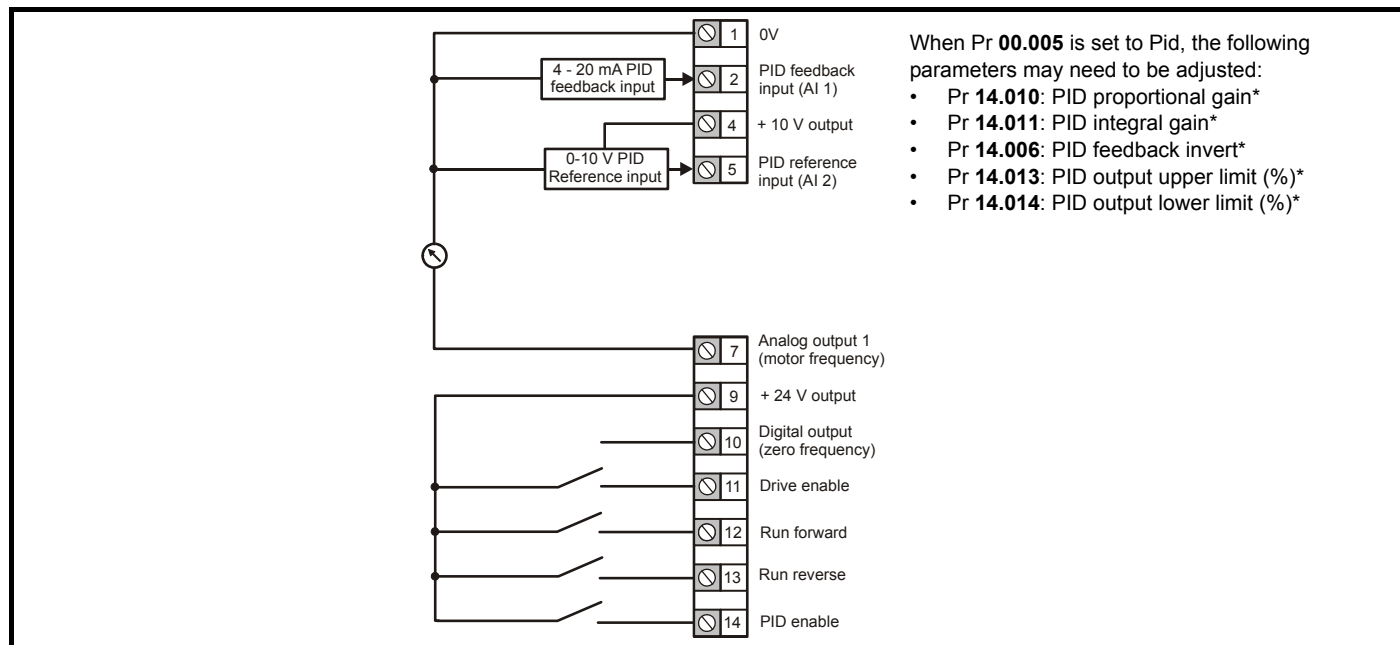 1 0V
4 - 20 mA PID
feedback input
2 PID feedback
input (AI 1)
4 + 10 V output
0-10 V PID
Reference input
5 PID reference
input (AI 2)
7 Analog output 1
(motor frequency)
9 + 24 V output
10 Digital output
(zero frequency)
11 Drive enable
12 Run forward
13 Run reverse
14 PID enable
When Pr 00.005 is set to Pid, the following
parameters may need to be adjusted:
• Pr 14.010: PID proportional gain*
• Pr 14.011: PID integral gain*
• Pr 14.006: PID feedback invert*
• Pr 14.013: PID output upper limit (%)*
• Pr 14.014: PID output lower limit (%)*